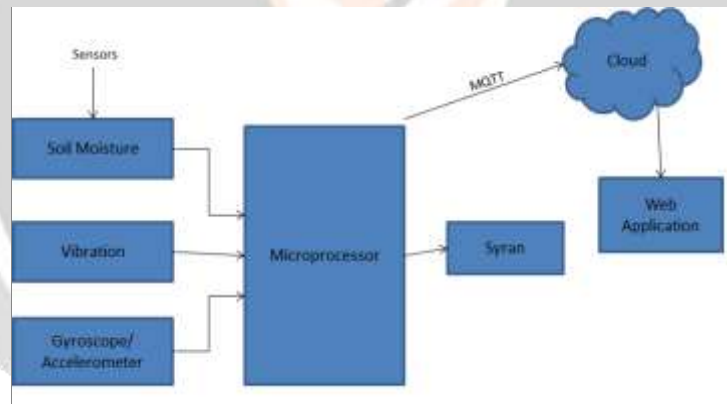 Sensors
Soil Moisture
Vibration
Gyroscope/
Accelerometer
Microprocessor
MQTT
Cloud
Syran
Web
Application